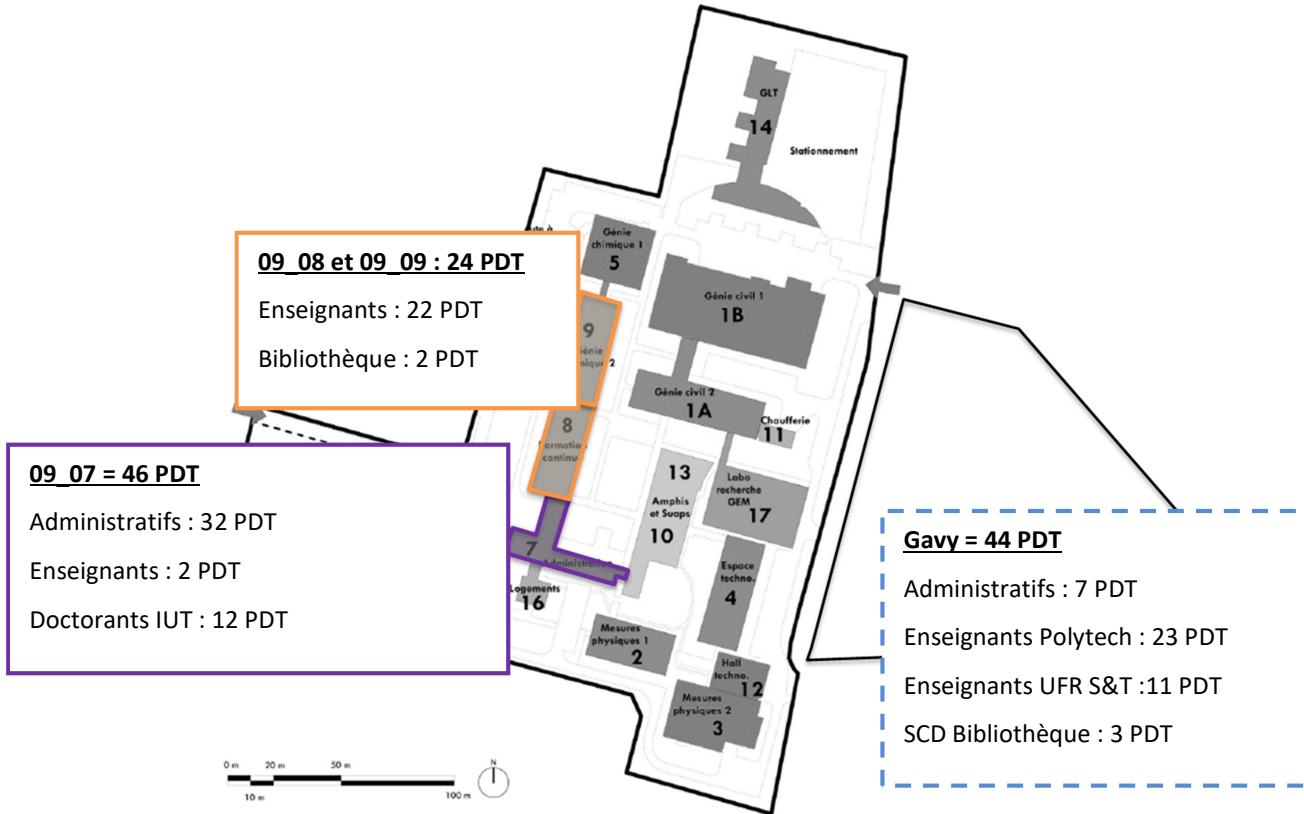 GLT
14
Stationnement
Génie
chimique 1
5
Génie civil 1
1B
09_08 et 09_09 : 24 PDT
Enseignants : 22 PDT
Bibliothèque : 2 PDT
9
2
Génie civil 2
1A
Chaufferie
11
8
continue
09_07 = 46 PDT
Administratifs : 32 PDT
Enseignants : 2 PDT
Doctorants IUT : 12 PDT
13
Amphis
et Suaps
10
Labo
recherche
GEM
17
7
Administration
Logements
16
Espace
techno.
4
Mesures
physiques 1
2
Hall
techno.
12
Mesures
physiques 2
3
Gavy = 44 PDT
Administratifs : 7 PDT
Enseignants Polytech : 23 PDT
Enseignants UFR S&T :11 PDT
SCD Bibliothèque : 3 PDT
0 m 20 m 50 m
10 m 100 m
N